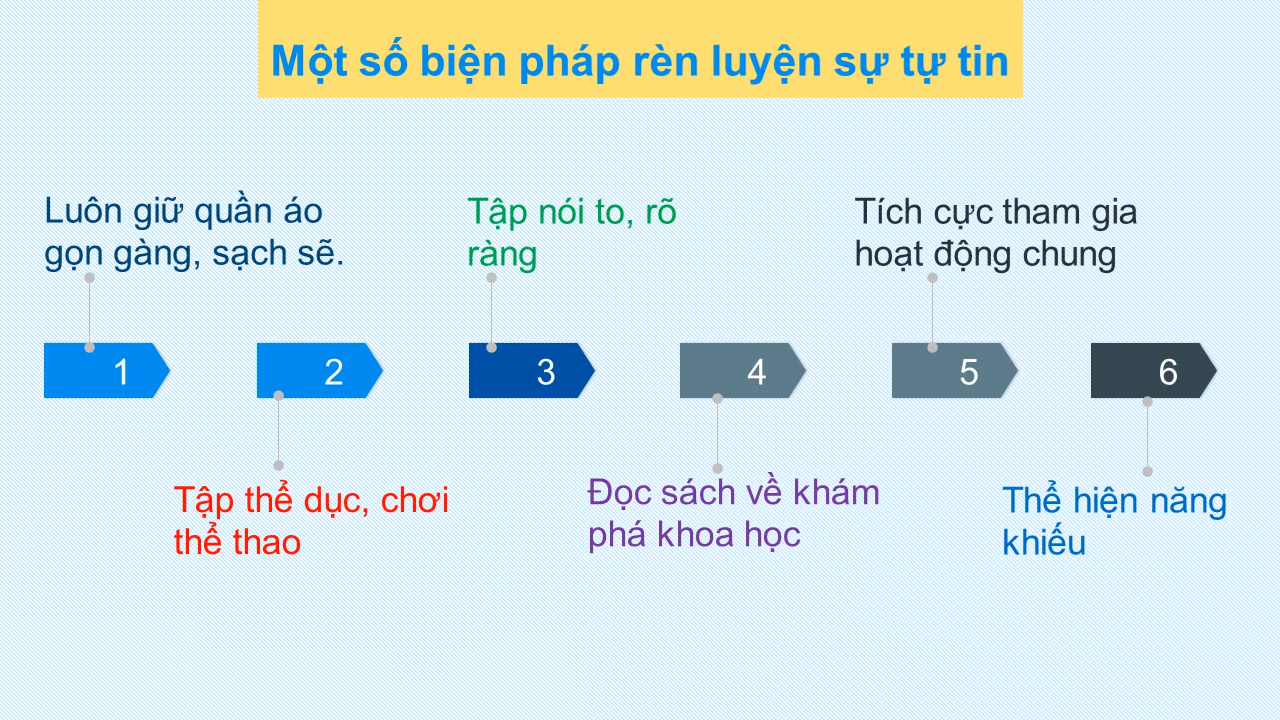 Một số biện pháp rèn luyện sự tự tin
Luôn giữ quần áo
gọn gàng, sạch sẽ.
Tập nói to, rõ
ràng
Tích cực tham gia
hoạt động chung
1
2
3
4
5
6
Tập thể dục, chơi
thể thao
Đọc sách về khám
phá khoa học
Thể hiện năng
khiếu